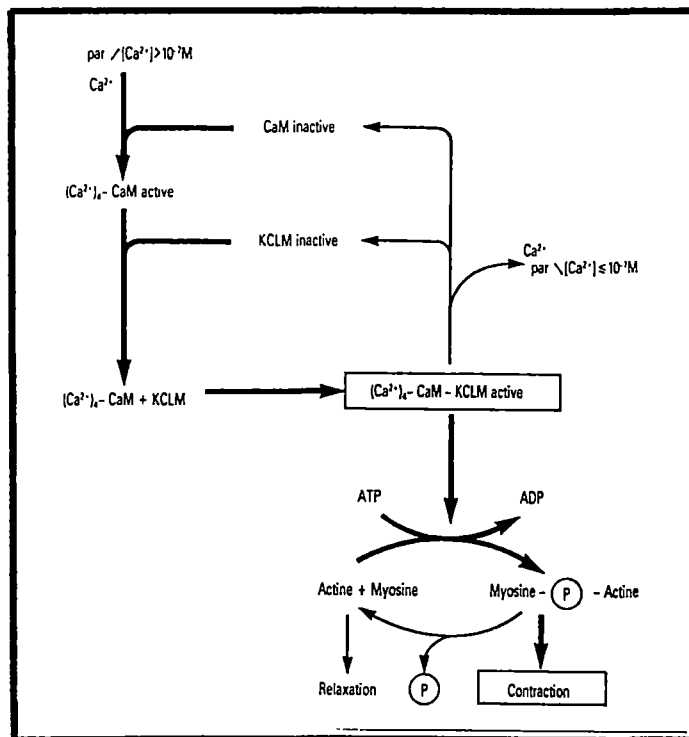 par ↗[Ca²⁺]>10⁻⁷M
Ca²⁺
CaM inactive
(Ca²⁺)₄ – CaM active
KCLM inactive
Ca²⁺
par ↘[Ca²⁺] ≤ 10⁻⁷M
(Ca²⁺)₄ – CaM + KCLM
(Ca²⁺)₄ – CaM – KCLM active
ATP
ADP
Actine + Myosine
Myosine – P – Actine
Relaxation
P
Contraction